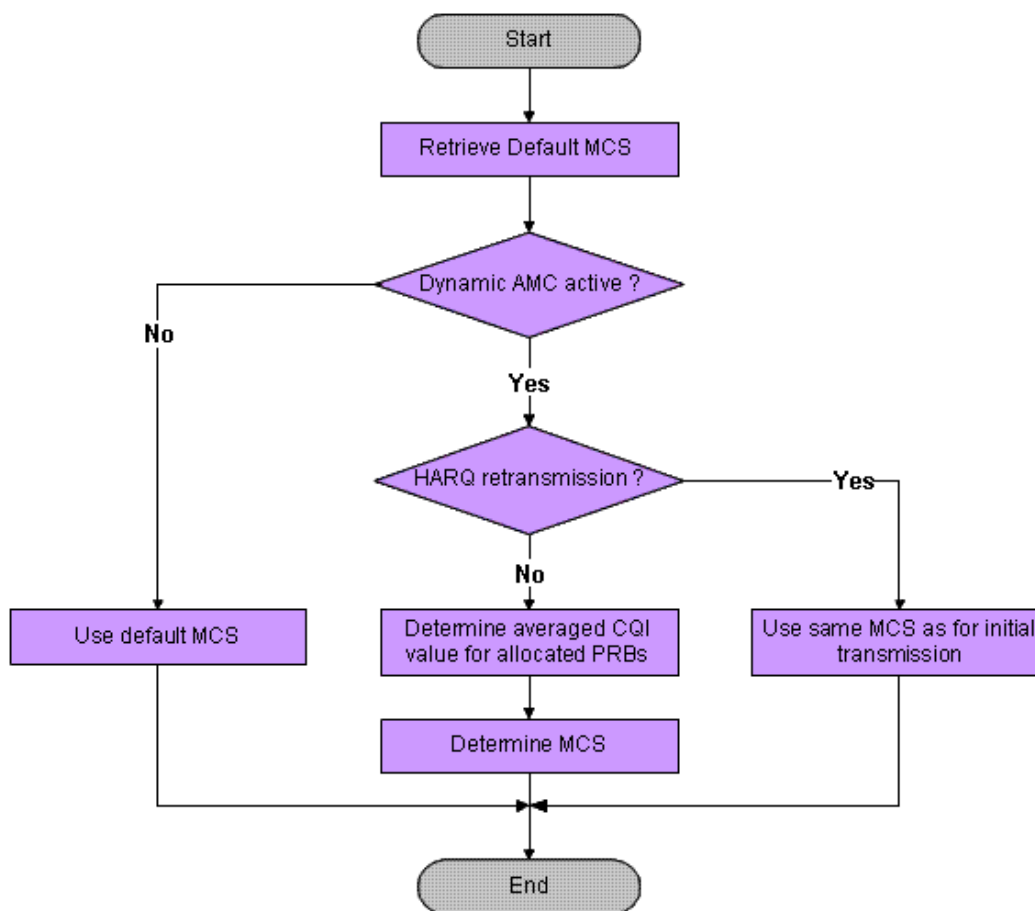 Start
Retrieve Default MCS
Dynamic AMC active ?
No
Yes
HARQ retransmission ?
Yes
No
Use default MCS
Determine averaged CQI
value for allocated PRBs
Use same MCS as for initial
transmission
Determine MCS
End